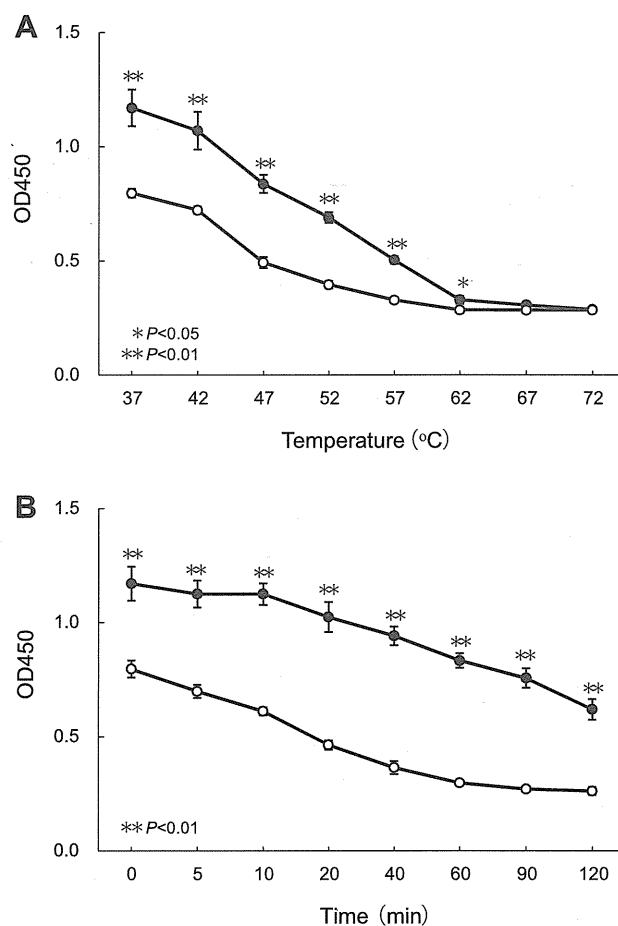 A
1.5
1.0
0.5
0.0
OD450
** ** ** ** ** *
* P<0.05
** P<0.01
37 42 47 52 57 62 67 72
Temperature (°C)
B
1.5
1.0
0.5
0.0
OD450
** ** ** ** ** ** ** **
** P<0.01
0 5 10 20 40 60 90 120
Time (min)